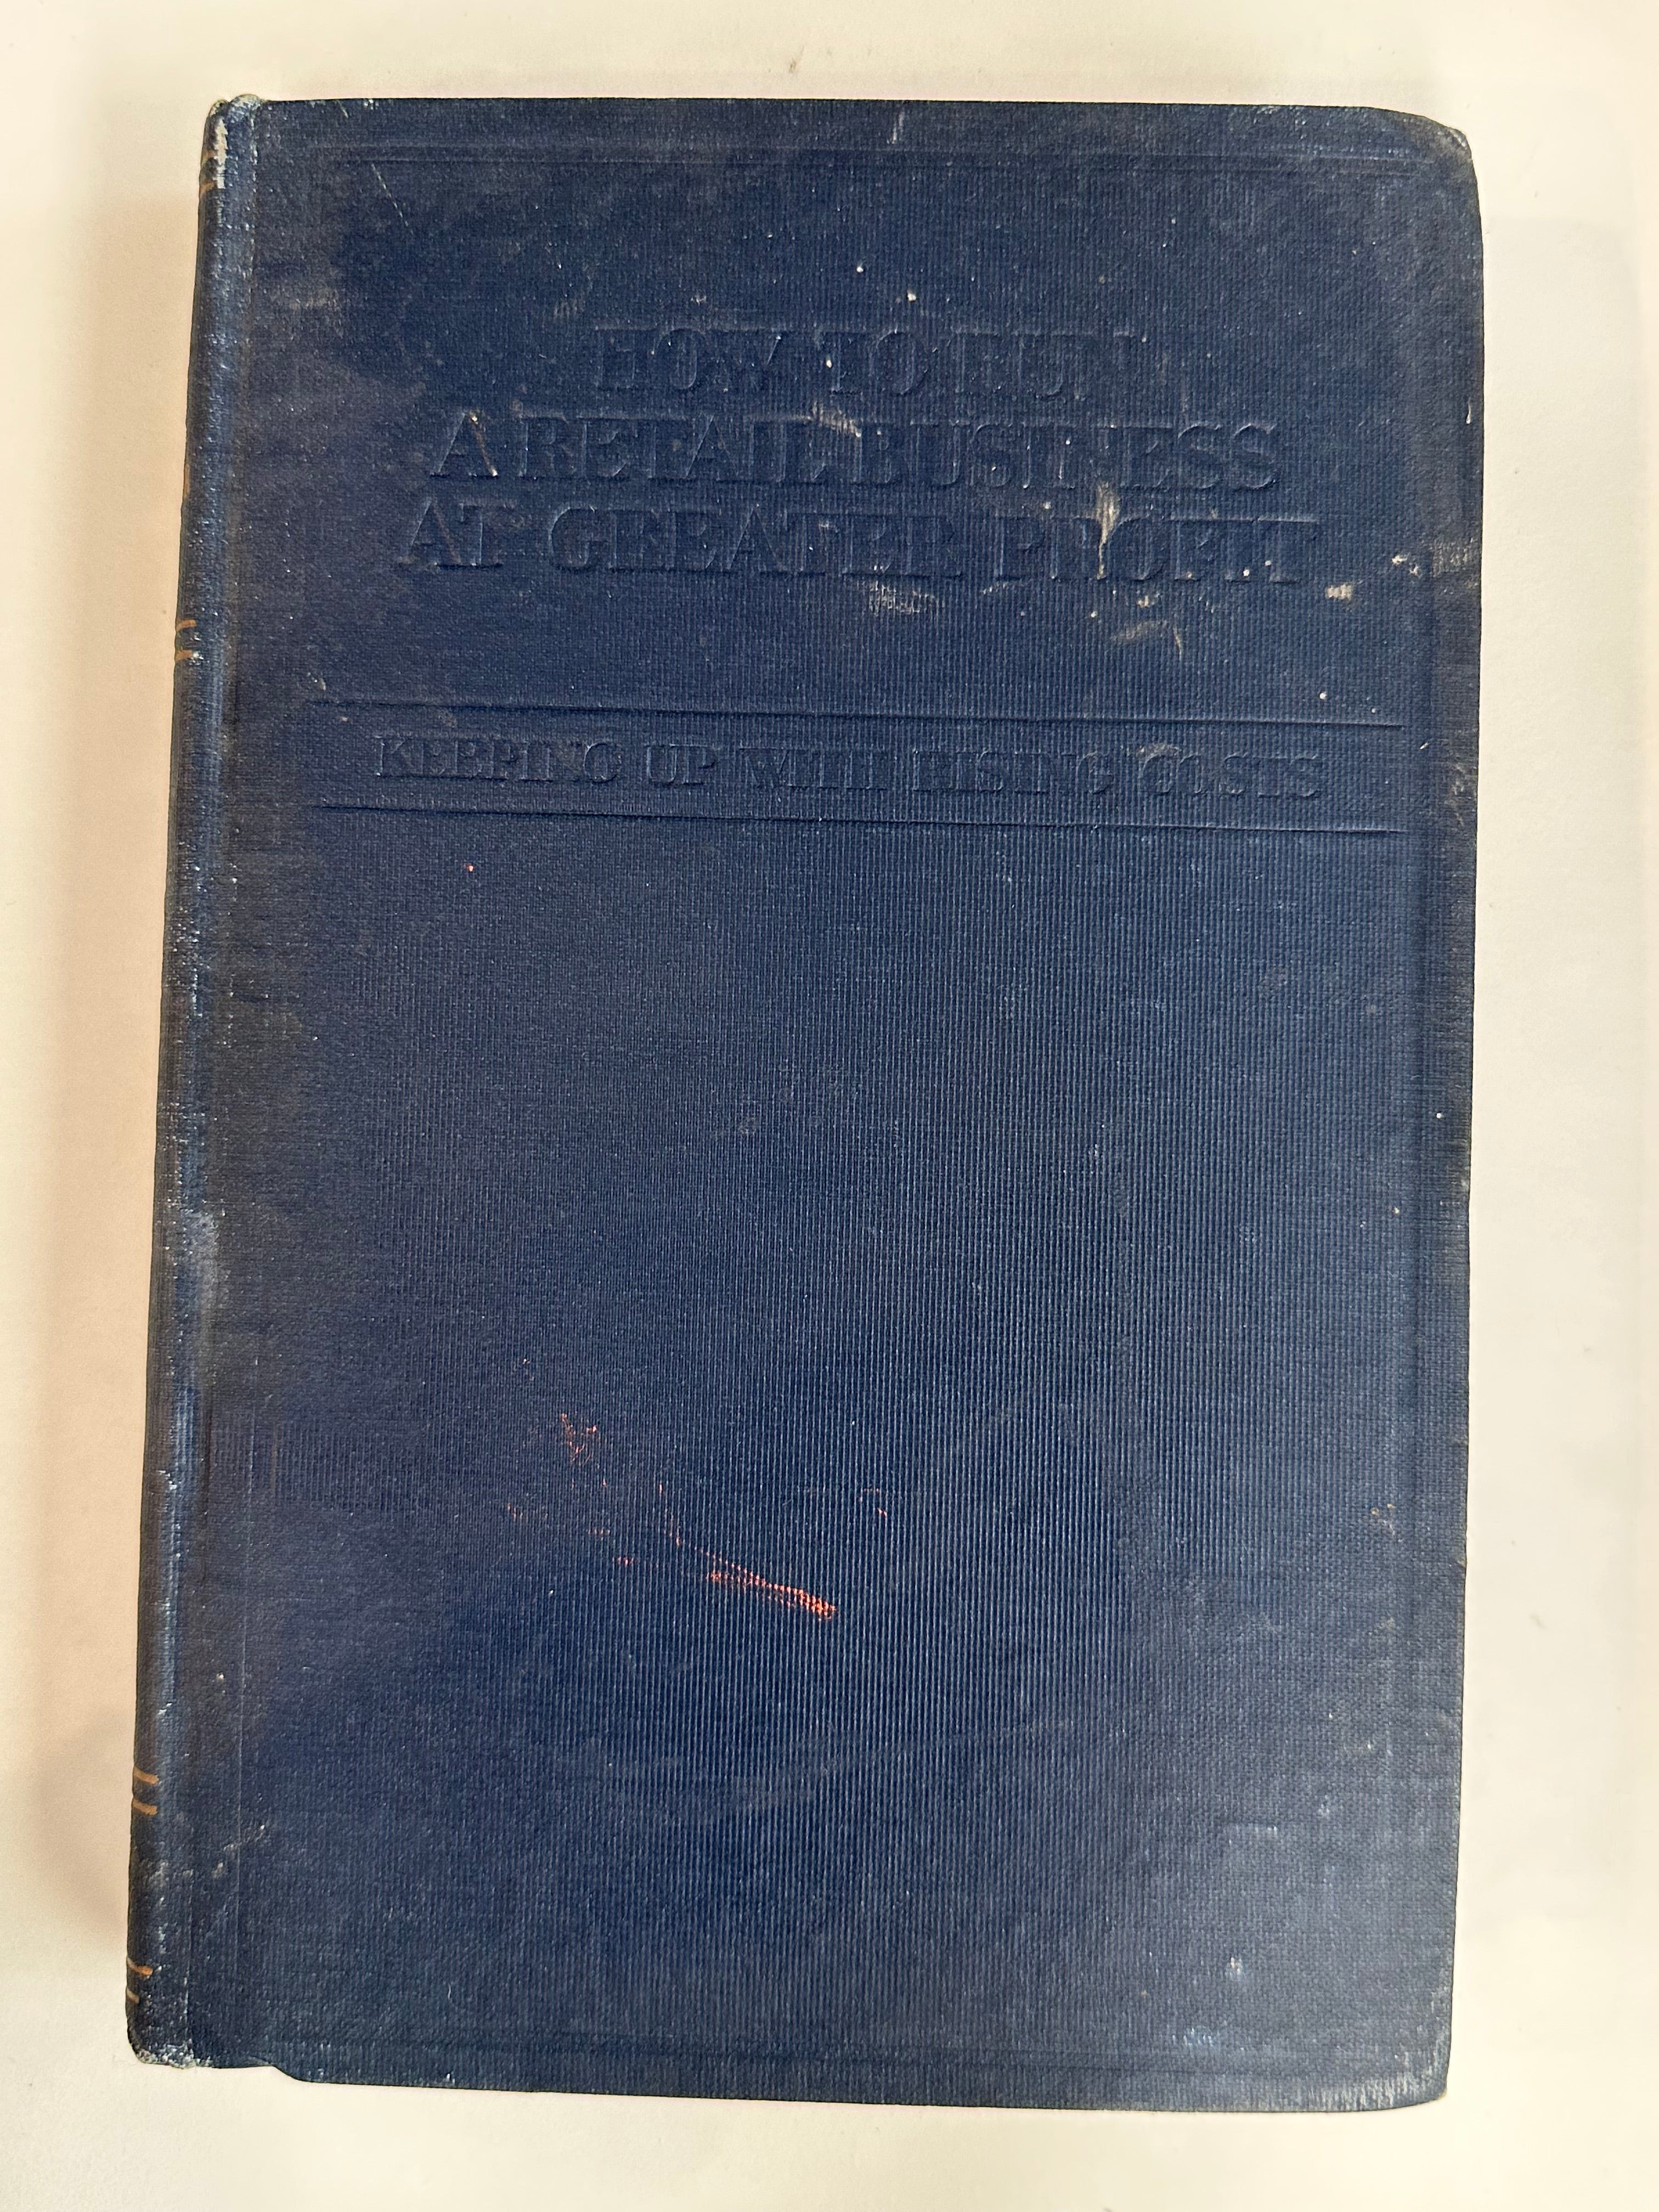 HOW TO RUN
A RETAIL BUSINESS
AT GREATER PROFIT
KEEPING UP WITH RISING COSTS